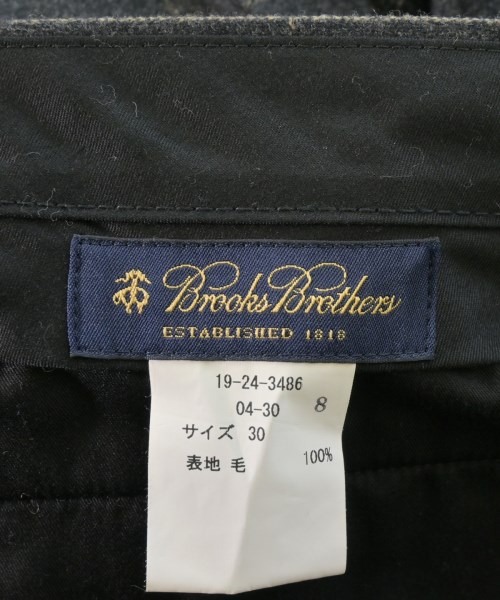 Brooks Brothers
ESTABLISHED 1818
19-24-3486
04-30 8
サイズ 30
表地 毛 100%